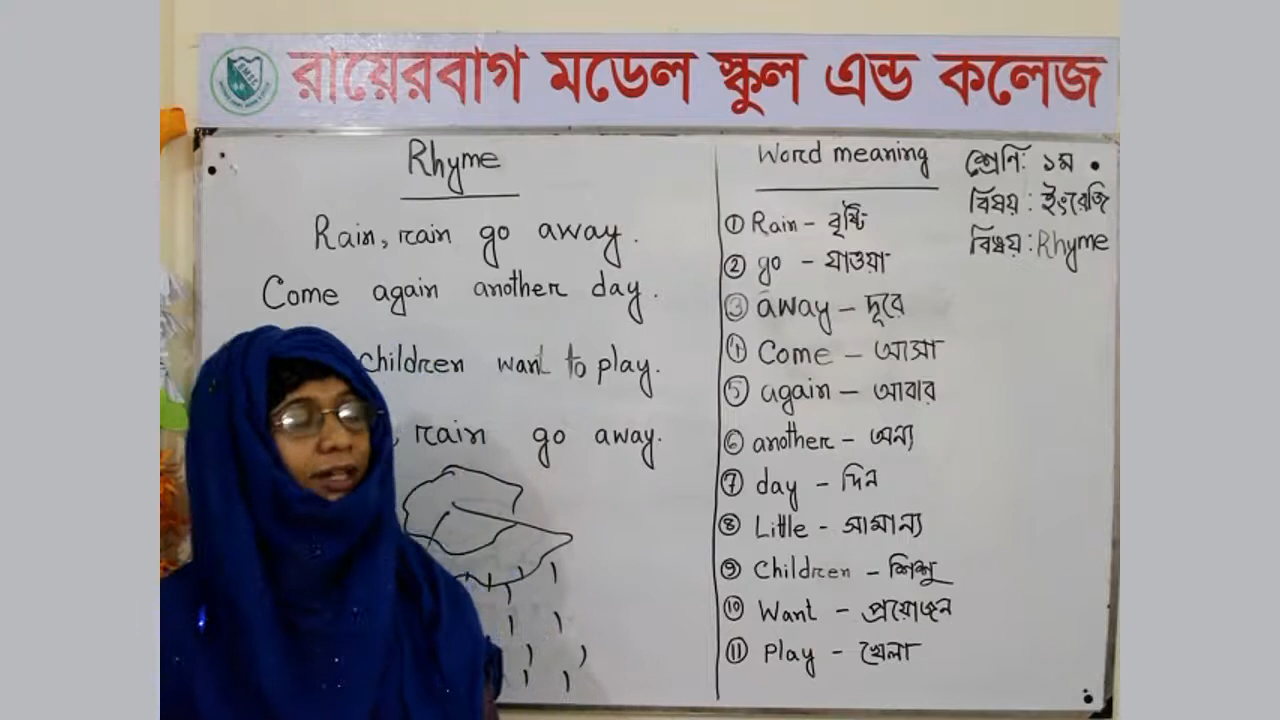 রায়েরবাগ মডেল স্কুল এন্ড কলেজ
Rhyme
Rain, rain go away.
Come again another day.
children want to play.
, rain go away.
Word meaning
① Rain – বৃষ্টি
② go – যাওয়া
③ away – দূরে
④ Come – আসা
⑤ again – আবার
⑥ another – অন্য
⑦ day – দিন
⑧ Little - সামান্য
⑨ Children – শিশু
⑩ Want – প্রয়োজন
⑪ Play – খেলা
শ্রেণি: ১ম
বিষয় : ইংরেজি
বিষয় : Rhyme